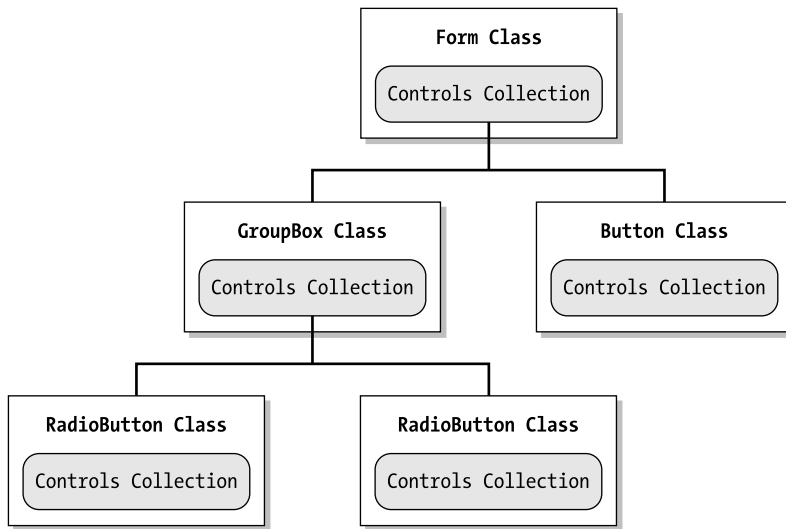 Form Class
Controls Collection
GroupBox Class
Button Class
Controls Collection
Controls Collection
RadioButton Class
RadioButton Class
Controls Collection
Controls Collection